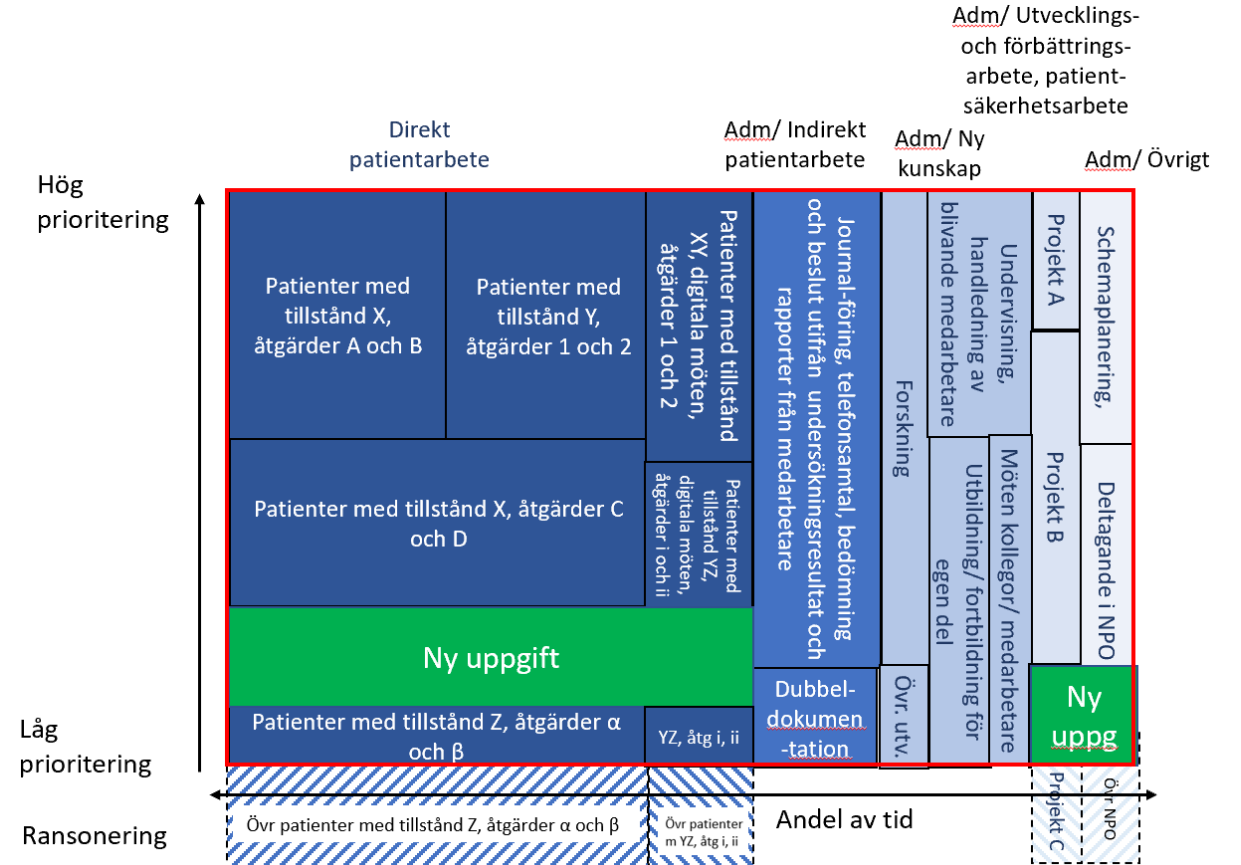 Adm/ Utvecklings-
och förbättrings-
arbete, patient-
säkerhetsarbete
Direkt
patientarbete
Adm/ Indirekt
patientarbete
Adm/ Ny
kunskap
Adm/ Övrigt
Hög
prioritering
Patienter med
tillstånd X,
åtgärder A och B
Patienter med
tillstånd Y,
åtgärder 1 och 2
Patienter med tillstånd
XY, digitala möten,
åtgärder 1 och 2
Journal-föring, telefonsamtal, bedömning
och beslut utifrån undersökningsresultat och
rapporter från medarbetare
Forskning
Undervisning,
handledning av
blivande medarbetare
Projekt A
Schemaplanering,
Patienter med tillstånd X, åtgärder C
och D
Patienter med
tillstånd YZ,
digitala möten,
åtgärder i och ii
Möten kollegor/ medarbetare
Utbildning/ fortbildning för
egen del
Projekt B
Deltagande i NPO
Ny uppgift
Låg
prioritering
Patienter med tillstånd Z, åtgärder α
och β
YZ, åtg i, ii
Dubbel-
dokumen
-tation
Övr. utv.
Ny
uppg
Ransonering
Övr patienter med tillstånd Z, åtgärder α och β
Övr patienter
m YZ, åtg i, ii
Andel av tid
Projekt C
Övr NPO